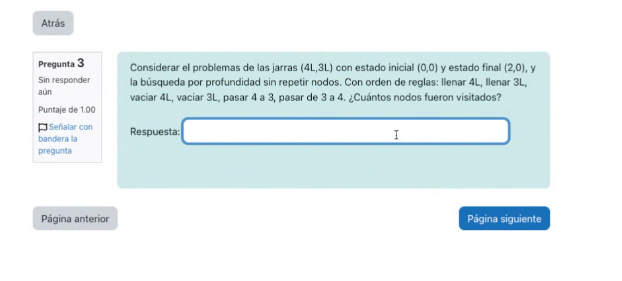 Atrás
Pregunta 3
Sin responder
aún
Puntaje de 1.00
Señalar con
bandera la
pregunta
Considerar el problemas de las jarras (4L,3L) con estado inicial (0,0) y estado final (2,0), y
la búsqueda por profundidad sin repetir nodos. Con orden de reglas: llenar 4L, llenar 3L,
vaciar 4L, vaciar 3L, pasar 4 a 3, pasar de 3 a 4. ¿Cuántos nodos fueron visitados?
Respuesta:
Página anterior
Página siguiente